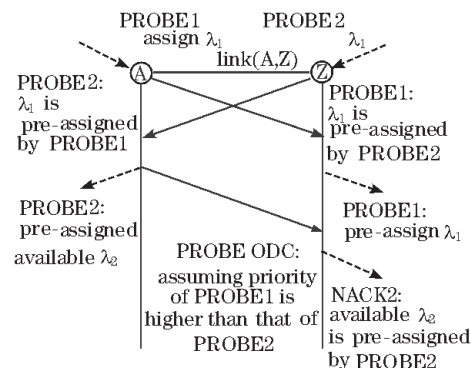 PROBE1
assign λ1
PROBE2
λ1
link(A,Z)
A
Z
PROBE2:
λ1 is
pre-assigned
by PROBE1
PROBE1:
λ1 is
pre-assigned
by PROBE2
PROBE2:
pre-assigned
available λ2
PROBE1:
pre-assign λ1
PROBE ODC:
assuming priority
of PROBE1 is
higher than that of
PROBE2
NACK2:
available λ2
is pre-assigned
by PROBE2